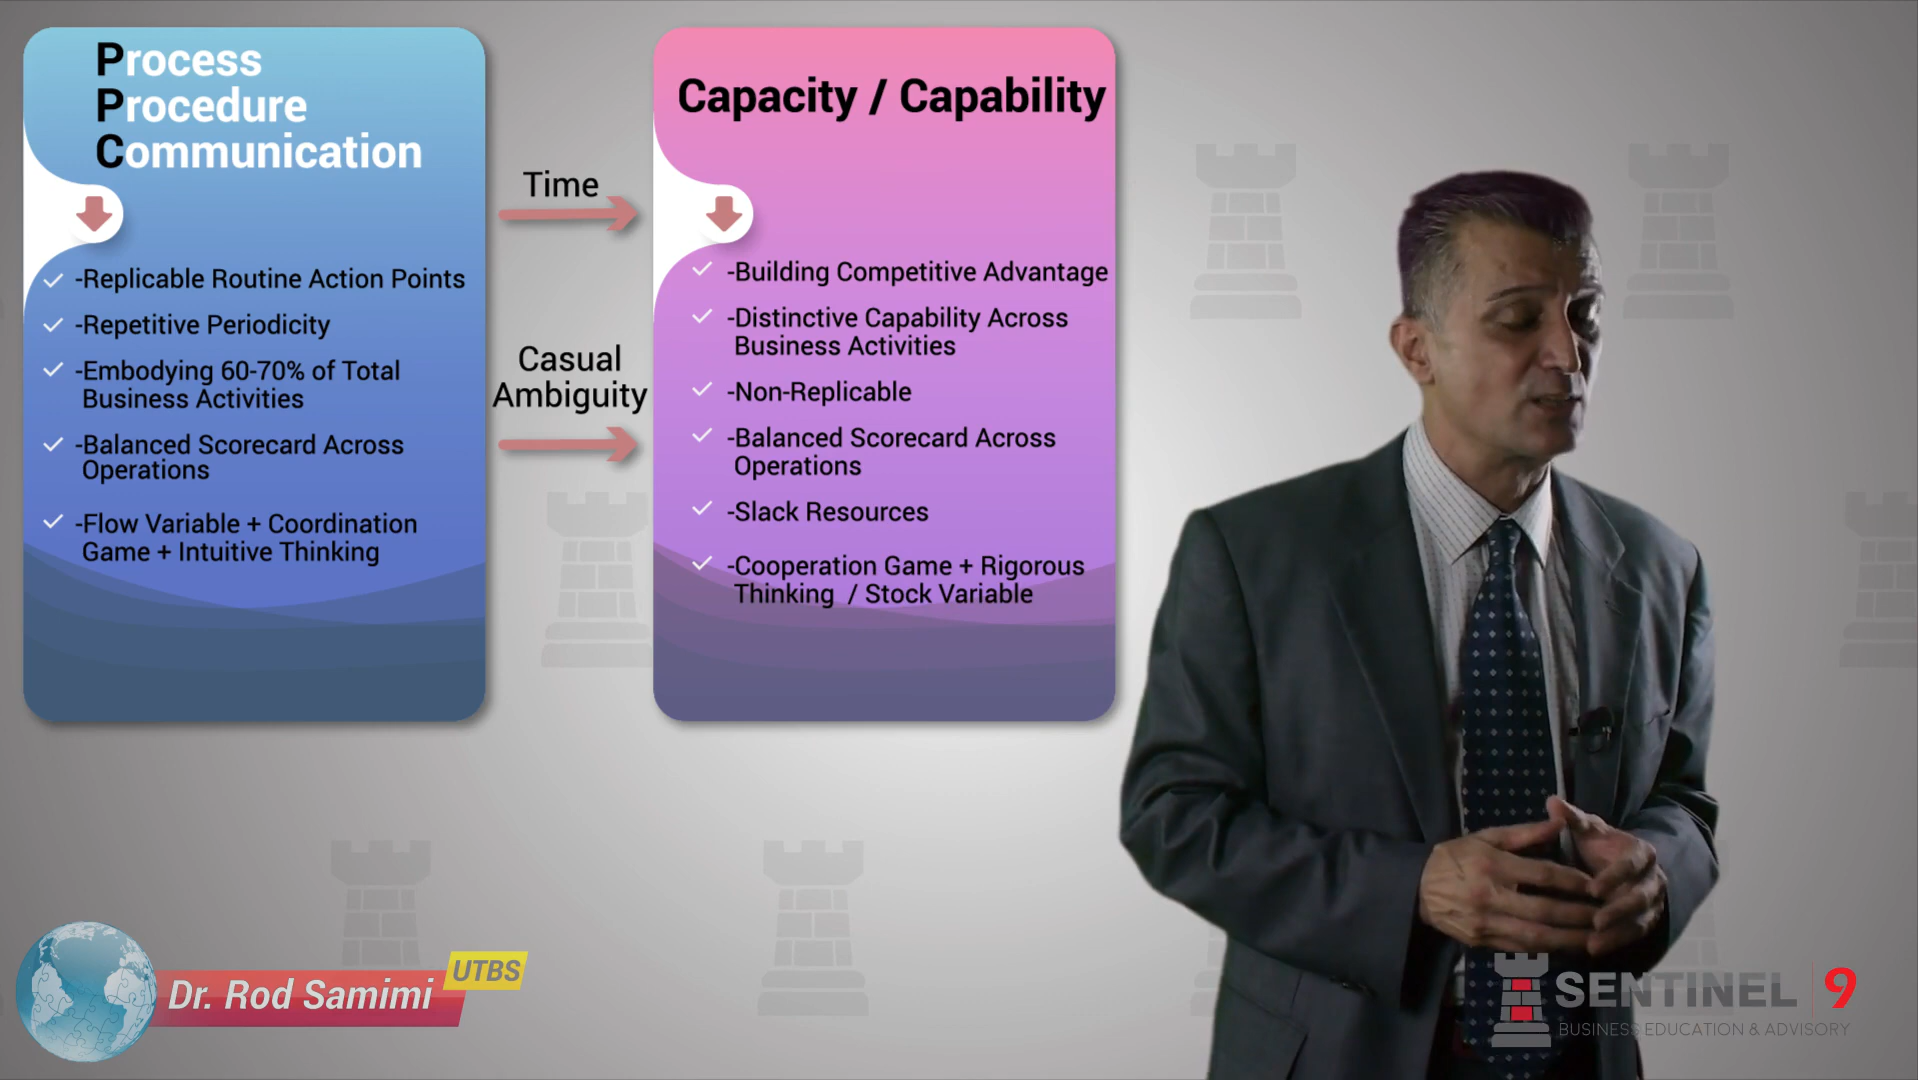 Process
Procedure
Communication
-Replicable Routine Action Points
-Repetitive Periodicity
-Embodying 60-70% of Total
Business Activities
-Balanced Scorecard Across
Operations
-Flow Variable + Coordination
Game + Intuitive Thinking
Time
Casual
Ambiguity
Capacity / Capability
-Building Competitive Advantage
-Distinctive Capability Across
Business Activities
-Non-Replicable
-Balanced Scorecard Across
Operations
-Slack Resources
-Cooperation Game + Rigorous
Thinking / Stock Variable
Dr. Rod Samimi
UTBS
SENTINEL | 9
BUSINESS EDUCATION & ADVISORY